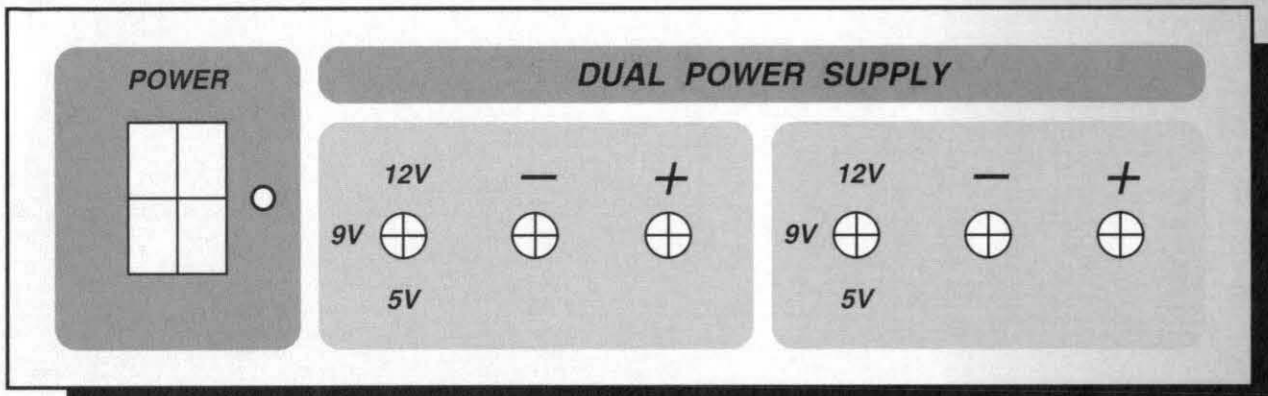 POWER
DUAL POWER SUPPLY
12V − +
9V
5V
12V − +
9V
5V